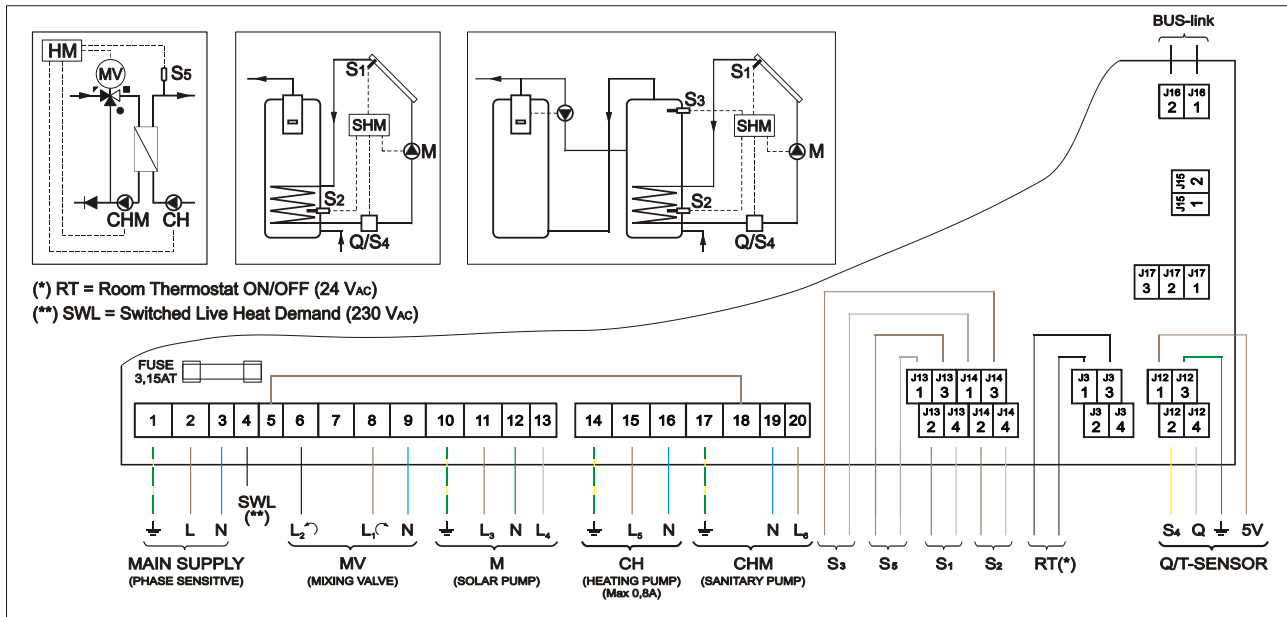 BUS-link
HM
MV
S5
CHM
CH
S1
SHM
M
S2
Q/S4
S1
S3
SHM
M
S2
Q/S4
J16 2
J16 1
J15 2
J15 1
J17 3
J17 2
J17 1
(*) RT = Room Thermostat ON/OFF (24 VAC)
(**) SWL = Switched Live Heat Demand (230 VAC)
FUSE
3,15AT
1 2 3 4 5 6 7 8 9 10 11 12 13 14 15 16 17 18 19 20
J13 1
J13 3
J14 1
J14 3
J13 2
J13 4
J14 2
J14 4
J3 1
J3 3
J3 2
J3 4
J12 1
J12 3
J12 2
J12 4
L N SWL (**) L2 L1 N L3 N L4 L5 N N L6
S4 Q 5V
MAIN SUPPLY
(PHASE SENSITIVE)
MV
(MIXING VALVE)
M
(SOLAR PUMP)
CH
(HEATING PUMP)
(Max 0,8A)
CHM
(SANITARY PUMP)
S3
S5
S1
S2
RT(*)
Q/T-SENSOR